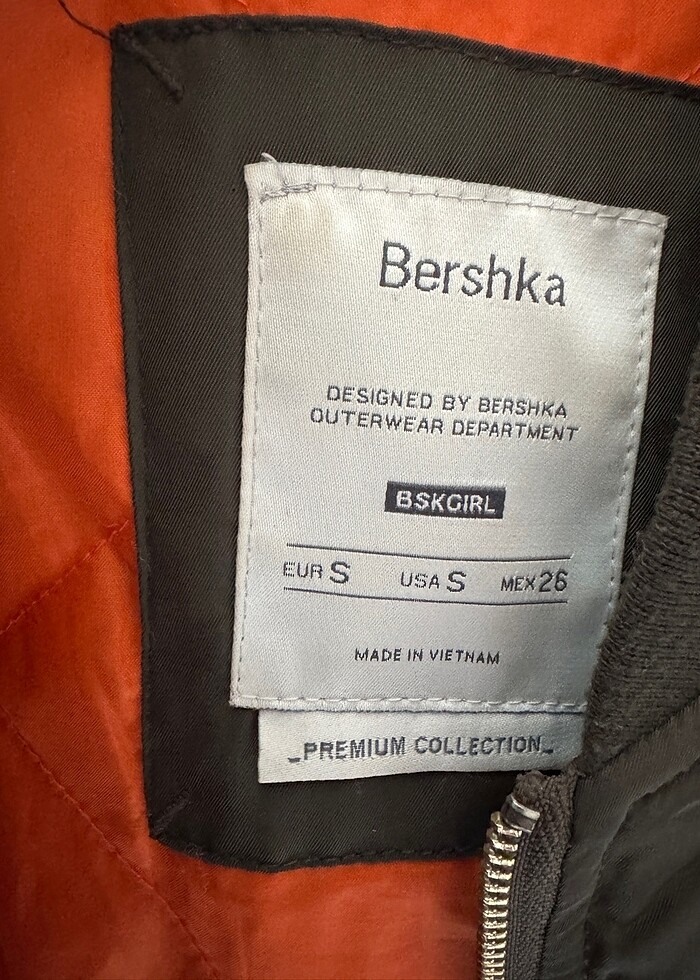 Bershka
DESIGNED BY BERSHKA
OUTERWEAR DEPARTMENT
BSKGIRL
EUR S USA S MEX 26
MADE IN VIETNAM
_PREMIUM COLLECTION_